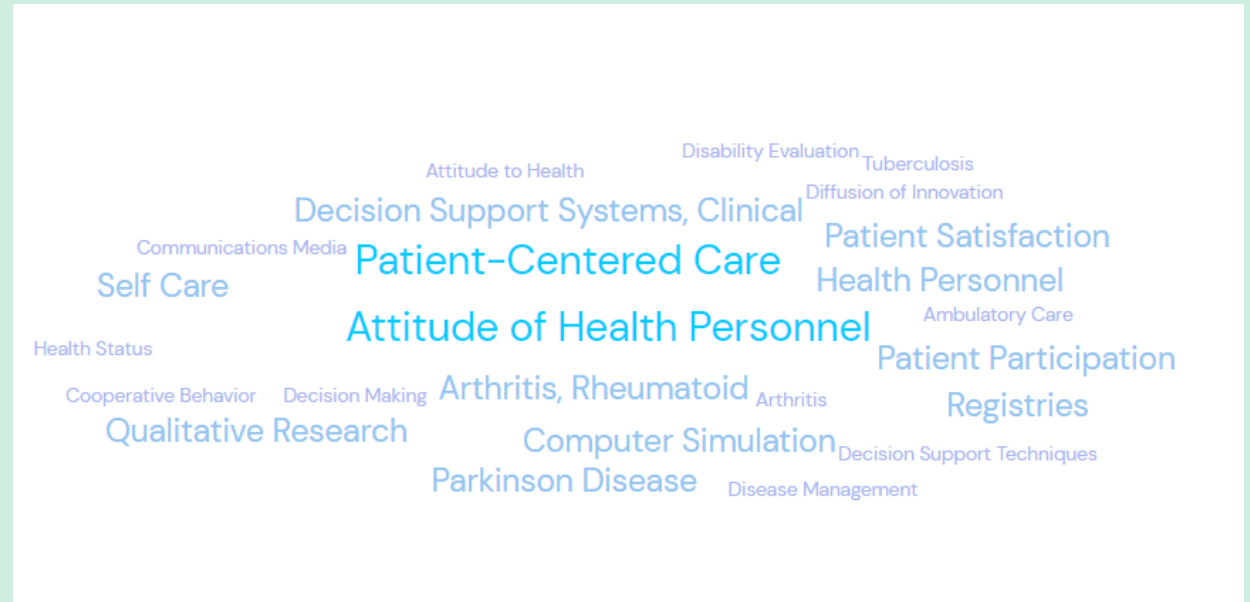 Disability Evaluation
Tuberculosis
Attitude to Health
Diffusion of Innovation
Decision Support Systems, Clinical
Patient Satisfaction
Communications Media
Patient-Centered Care
Health Personnel
Self Care
Ambulatory Care
Attitude of Health Personnel
Health Status
Patient Participation
Cooperative Behavior
Decision Making
Arthritis, Rheumatoid
Arthritis
Registries
Qualitative Research
Computer Simulation
Decision Support Techniques
Parkinson Disease
Disease Management